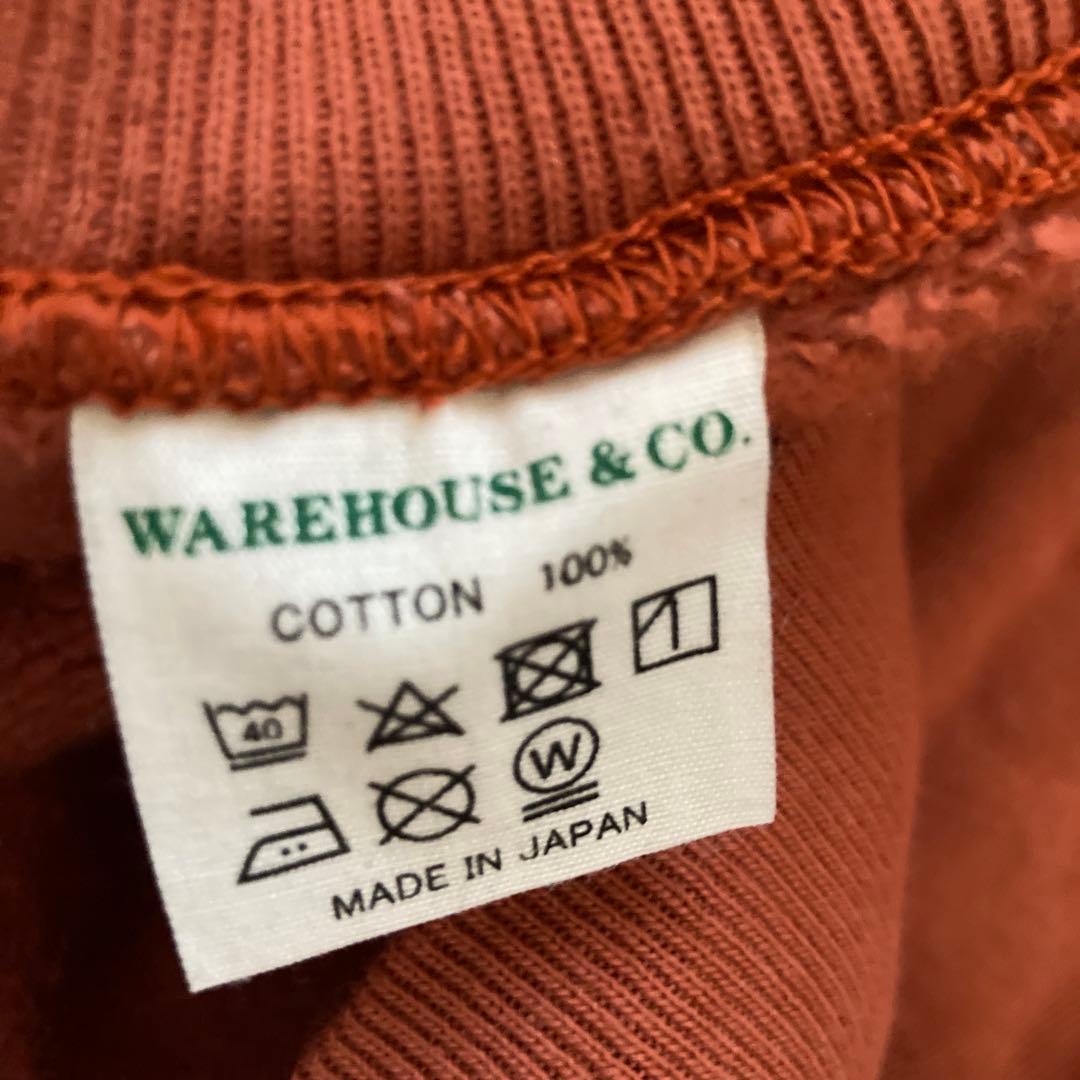 WAREHOUSE & CO.
COTTON 100%
40
W
MADE IN JAPAN